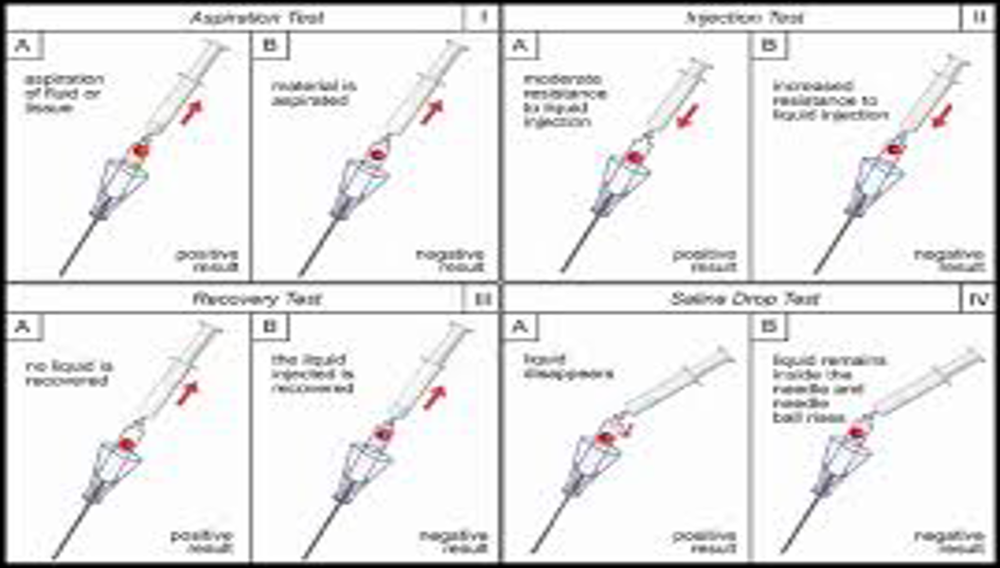 Aspiration Test
I
A
aspiration
of fluid or
tissue
positive
result
B
material is
aspirated
negative
result
Injection Test
II
A
moderate
resistance
to liquid
injection
positive
result
B
increased
resistance to
liquid injection
negative
result
Recovery Test
III
A
no liquid is
recovered
positive
result
B
the liquid
injected is
recovered
negative
result
Saline Drop Test
IV
A
liquid
disappears
positive
result
B
liquid remains
inside the
needle and
needle
ball rises
negative
result